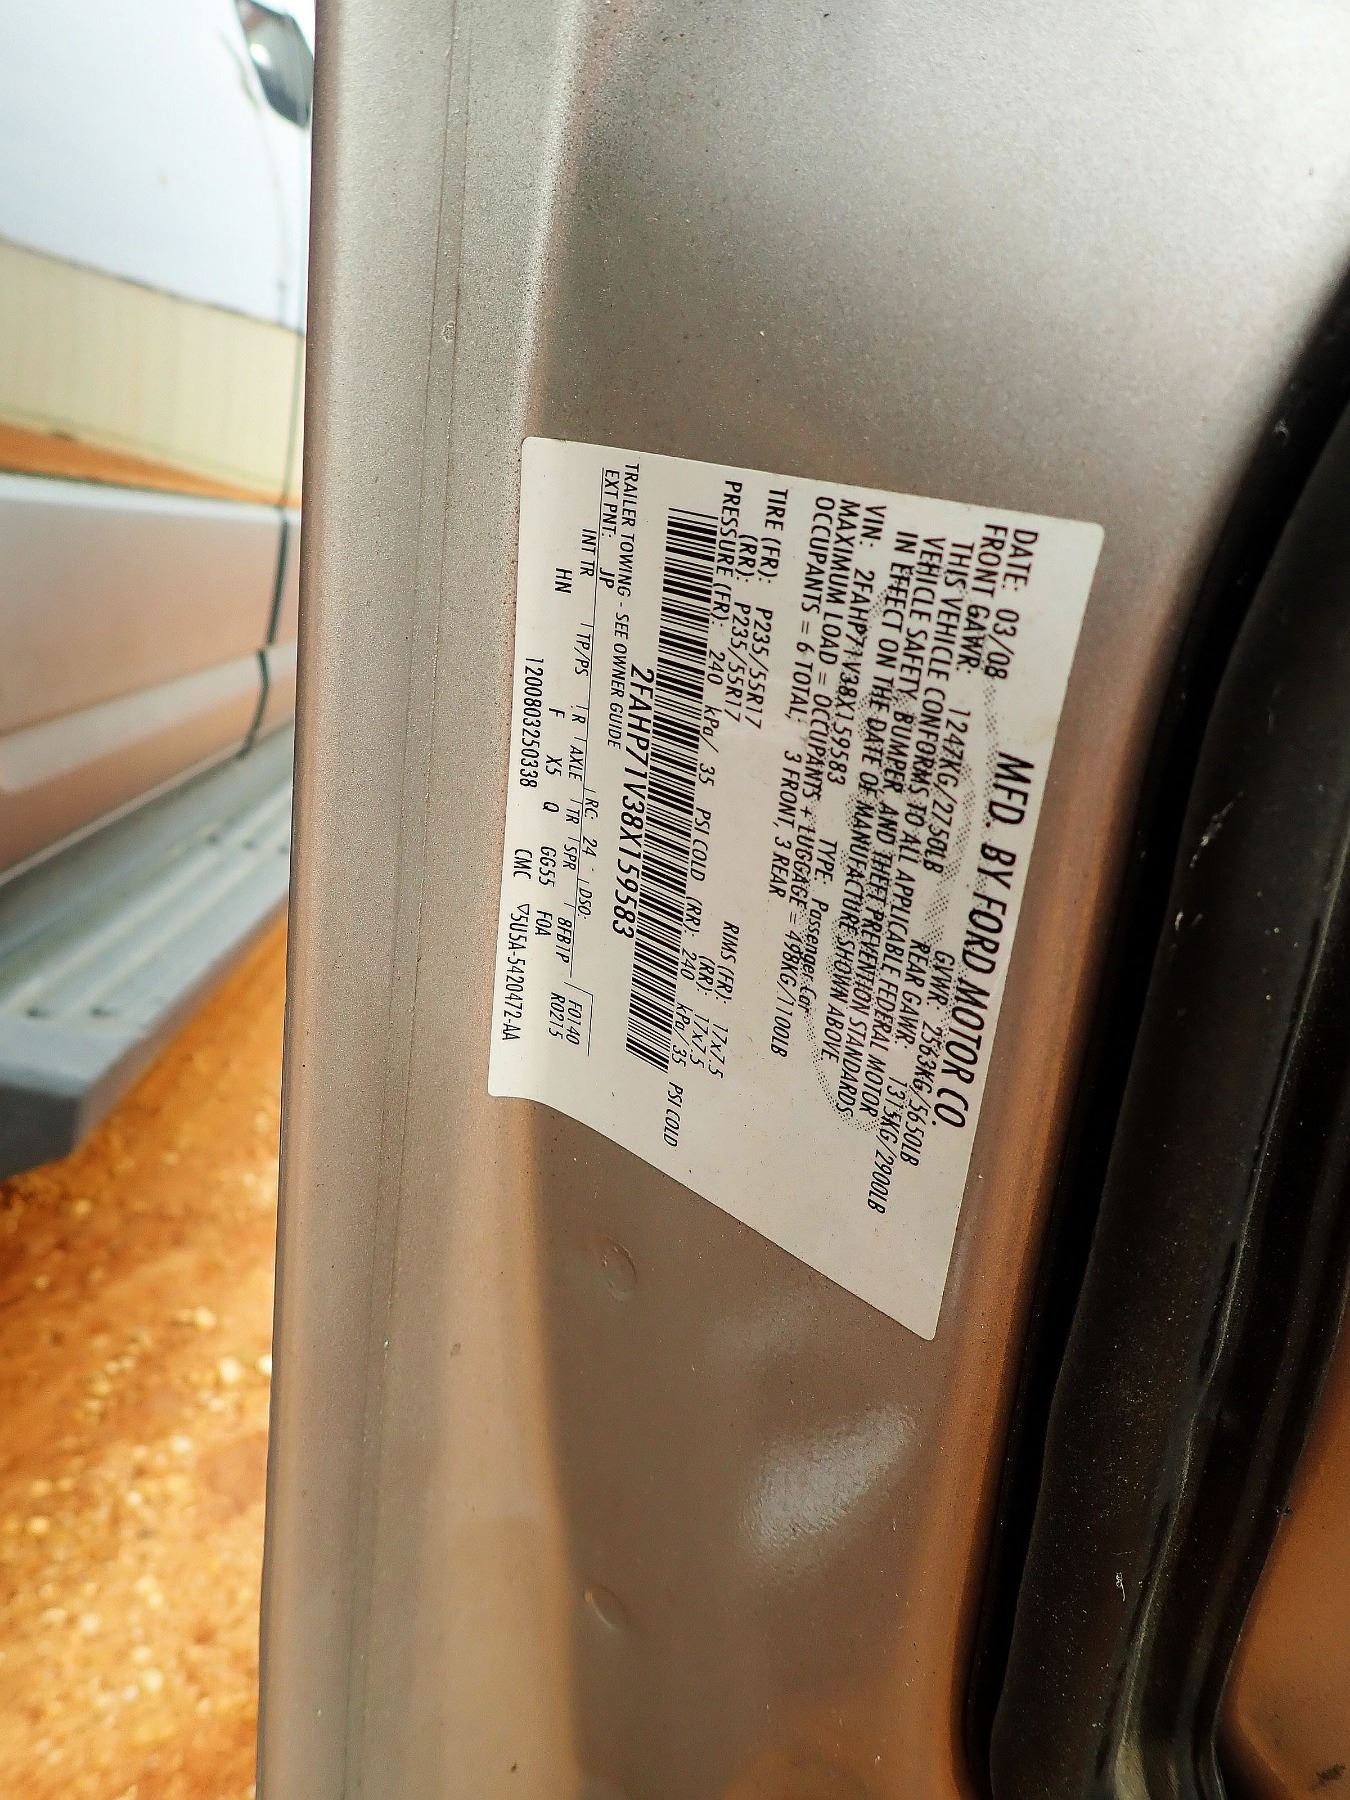 MFD. BY FORD MOTOR CO.
DATE: 03/08 GVWR: 2563KG/5650LB
FRONT GAWR: 1247KG/2750LB REAR GAWR: 1315KG/2900LB
THIS VEHICLE CONFORMS TO ALL APPLICABLE FEDERAL MOTOR
VEHICLE SAFETY, BUMPER, AND THEFT PREVENTION STANDARDS
IN EFFECT ON THE DATE OF MANUFACTURE SHOWN ABOVE.
VIN: 2FAHP71V38X159583 TYPE: Passenger Car
MAXIMUM LOAD = OCCUPANTS + LUGGAGE = 498KG/1100LB
OCCUPANTS = 6 TOTAL, 3 FRONT, 3 REAR
TIRE (FR): P235/55R17 RIMS (FR): 17x7.5
(RR): P235/55R17 (RR): 17x7.5
PRESSURE (FR): 240 kPa/ 35 PSI COLD (RR): 240 kPa/ 35 PSI COLD
2FAHP71V38X159583
TRAILER TOWING - SEE OWNER GUIDE
EXT PNT: JP RC: 24 DSO: F0140
INT TR TP/PS R AXLE TR SPR 8FB1P R0215
HN F X5 Q GG55 F0A
1200803250338 CMC ▽5U5A-5420472-AA